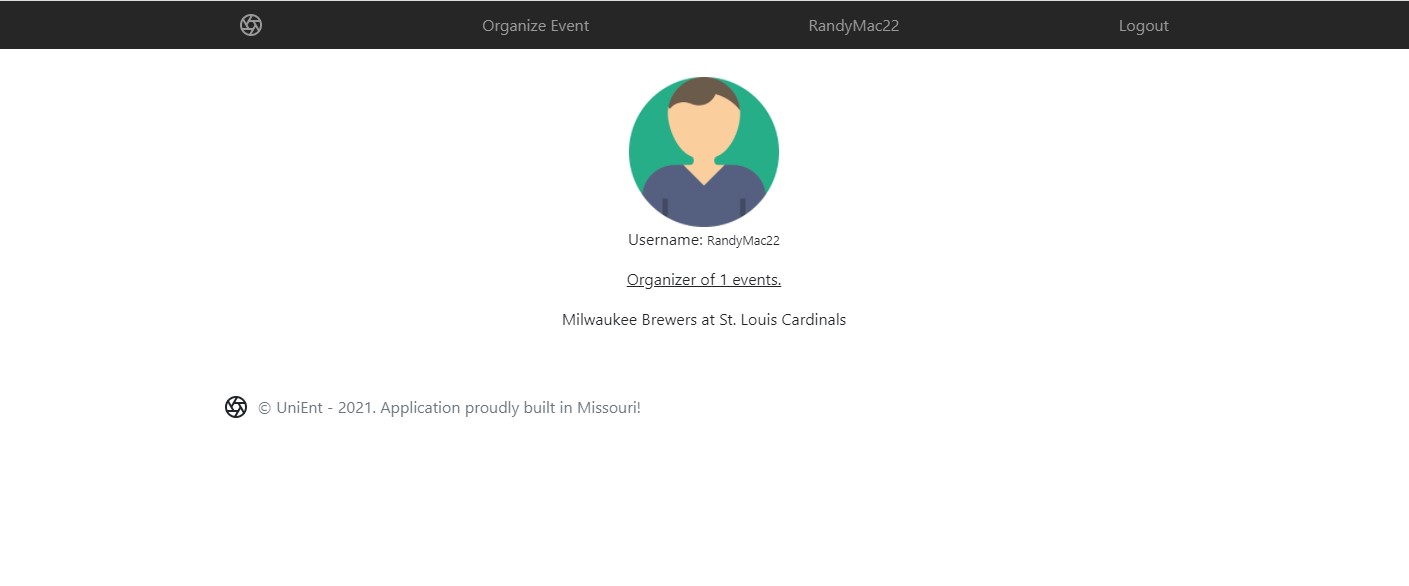 Organize Event RandyMac22 Logout
Username: RandyMac22
Organizer of 1 events.
Milwaukee Brewers at St. Louis Cardinals
© UniEnt - 2021. Application proudly built in Missouri!